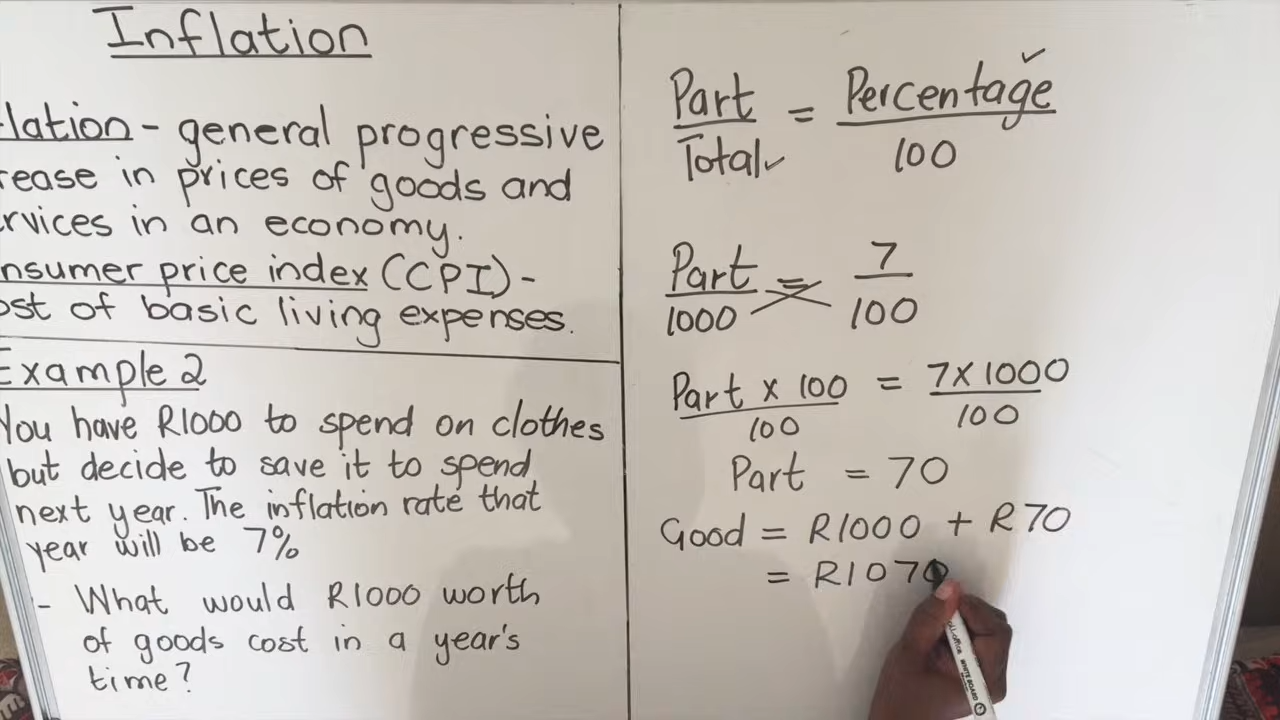 Inflation
flation - general progressive
rease in prices of goods and
ervices in an economy.
nsumer price index (CPI) -
ost of basic living expenses.
Example 2
You have R1000 to spend on clothes
but decide to save it to spend
next year. The inflation rate that
year will be 7%
- What would R1000 worth
of goods cost in a year's
time?
Part/Total = Percentage/100
Part/1000 = 7/100
Part x 100/100 = 7 x 1000/100
Part = 70
Good = R1000 + R70
= R1070
WHITE BOARD